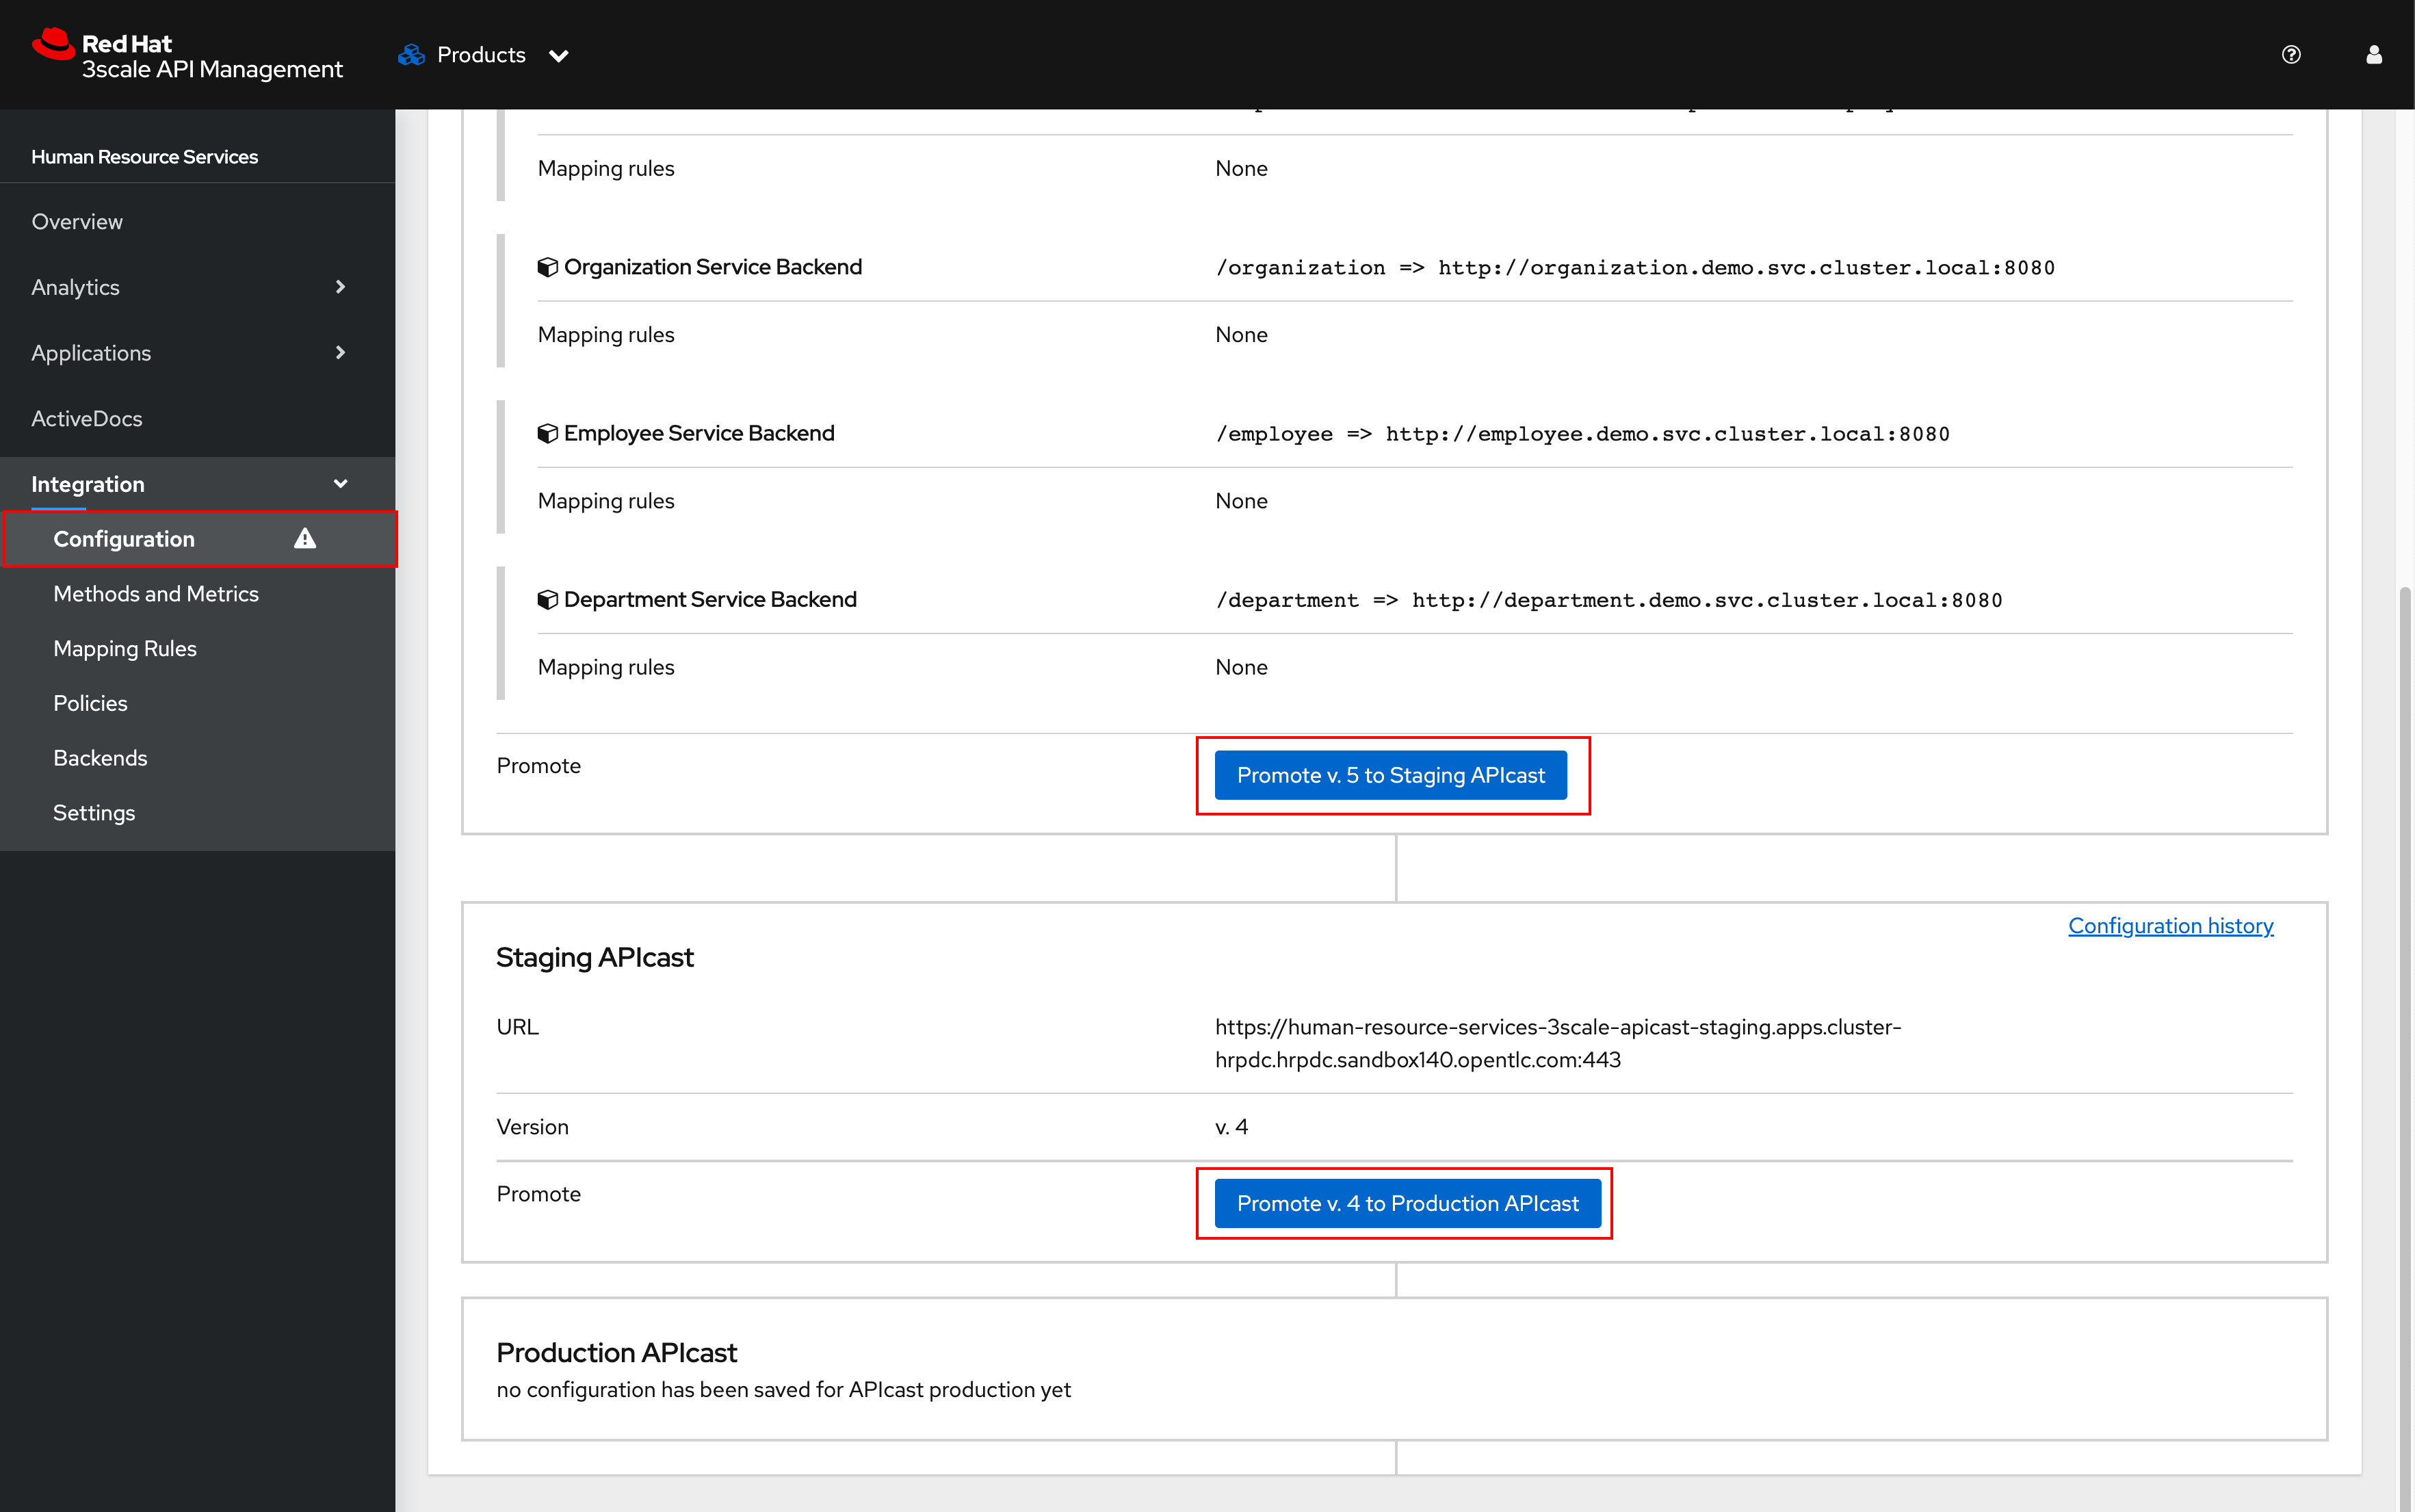 Red Hat
3scale API Management
Products
Human Resource Services
Overview
Analytics
Applications
ActiveDocs
Integration
Configuration
Methods and Metrics
Mapping Rules
Policies
Backends
Settings
Mapping rules None
Organization Service Backend /organization => http://organization.demo.svc.cluster.local:8080
Mapping rules None
Employee Service Backend /employee => http://employee.demo.svc.cluster.local:8080
Mapping rules None
Department Service Backend /department => http://department.demo.svc.cluster.local:8080
Mapping rules None
Promote Promote v. 5 to Staging APIcast
Configuration history
Staging APIcast
URL https://human-resource-services-3scale-apicast-staging.apps.cluster-
hrpdc.hrpdc.sandbox140.opentlc.com:443
Version v. 4
Promote Promote v. 4 to Production APIcast
Production APIcast
no configuration has been saved for APIcast production yet